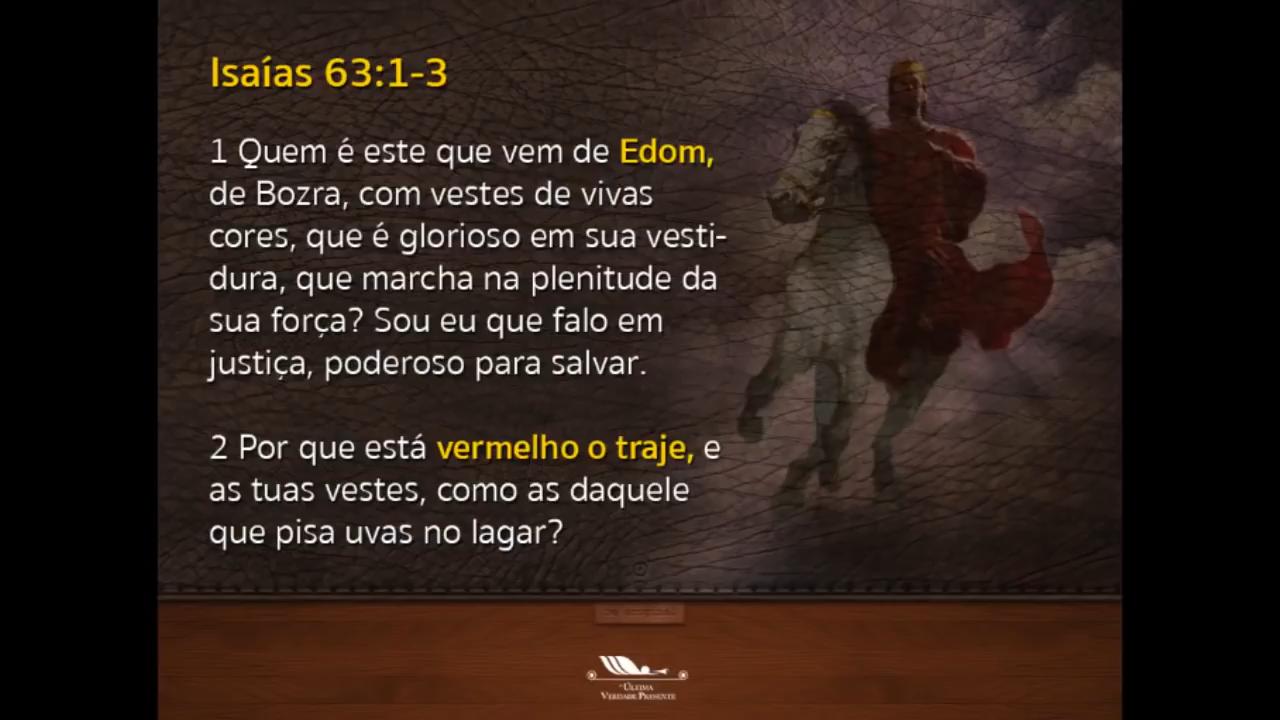 Isaías 63:1-3
1 Quem é este que vem de Edom,
de Bozra, com vestes de vivas
cores, que é glorioso em sua vesti-
dura, que marcha na plenitude da
sua força? Sou eu que falo em
justiça, poderoso para salvar.
2 Por que está vermelho o traje, e
as tuas vestes, como as daquele
que pisa uvas no lagar?
Última
Verdade Presente